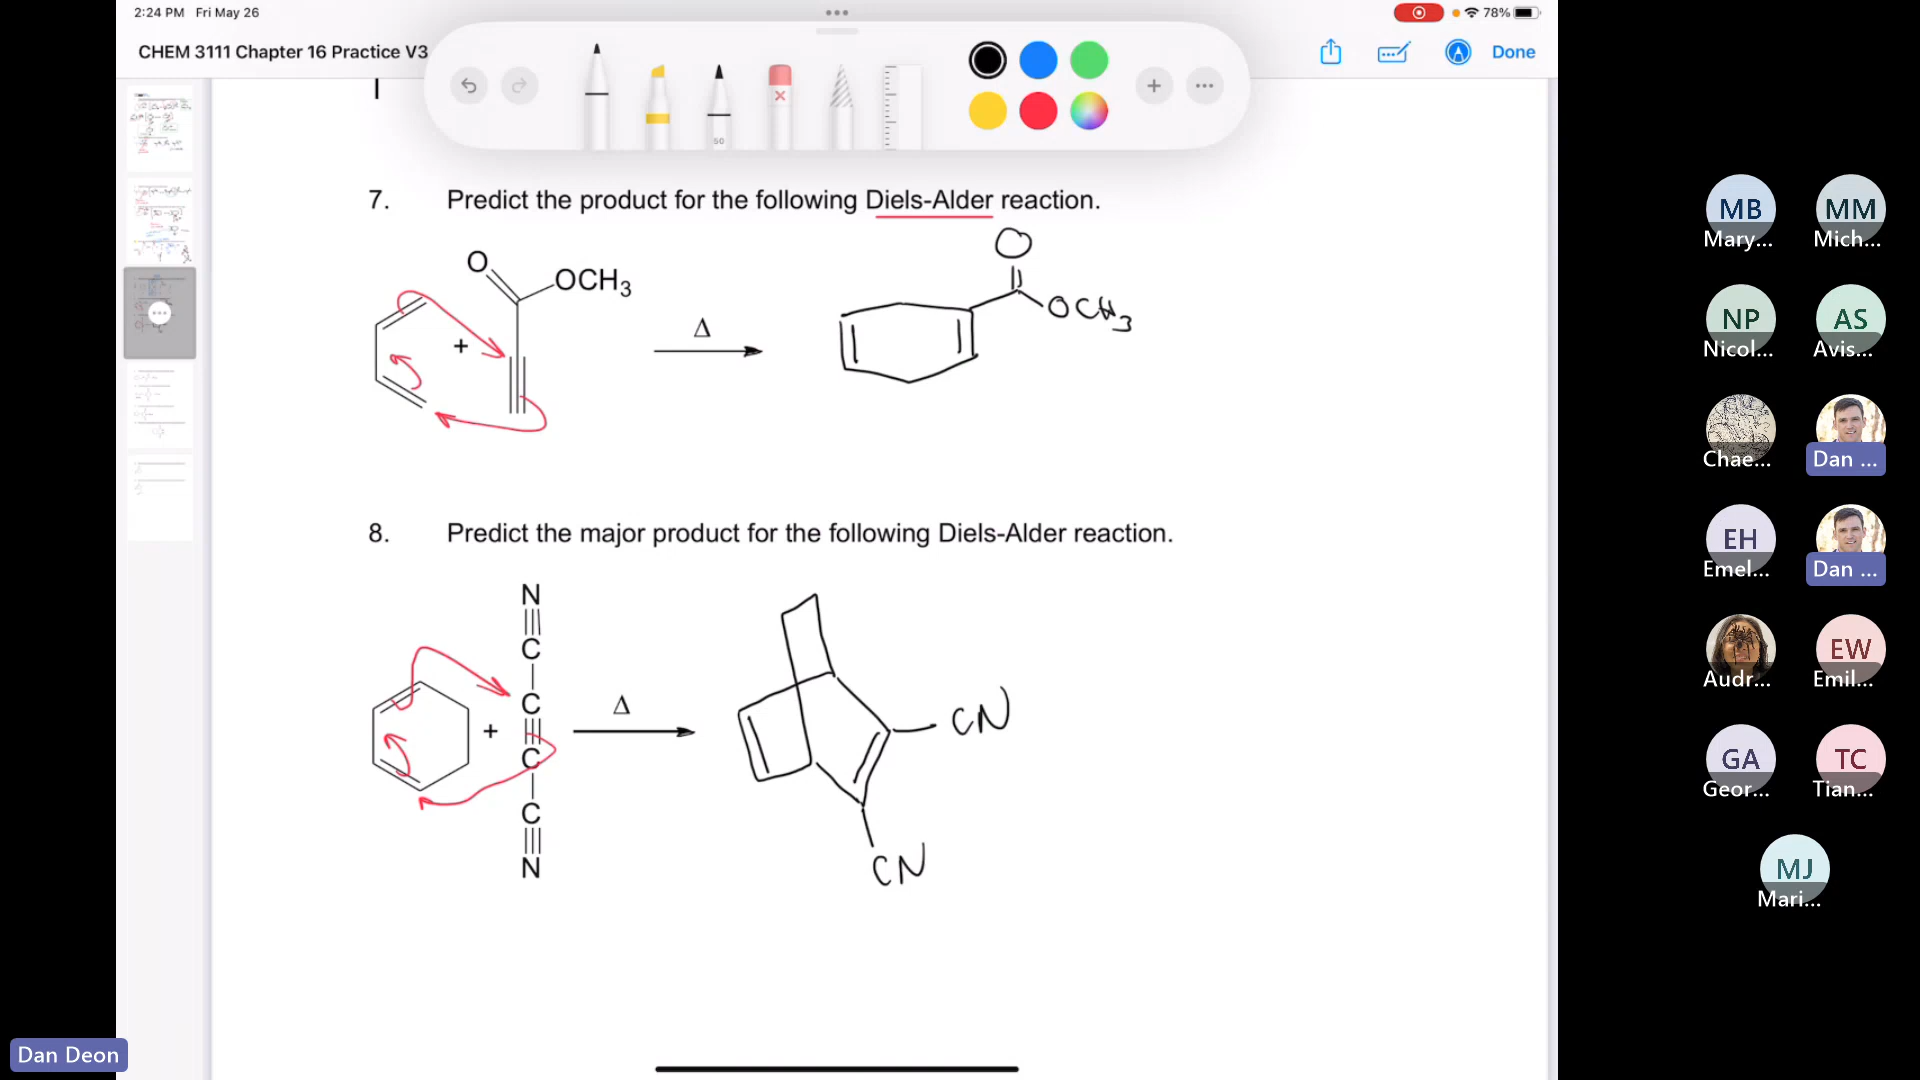 2:24 PM Fri May 26
78%
CHEM 3111 Chapter 16 Practice V3
50
Done
7. Predict the product for the following Diels-Alder reaction.
O
OCH3
+
Δ
O
OCH3
8. Predict the major product for the following Diels-Alder reaction.
N
C
C
+
Δ
C
C
N
CN
CN
MB
Mary...
MM
Mich...
NP
Nicol...
AS
Avis...
Chae...
Dan ...
EH
Emel...
Dan ...
Audr...
EW
Emil...
GA
Geor...
TC
Tian...
MJ
Mari...
Dan Deon